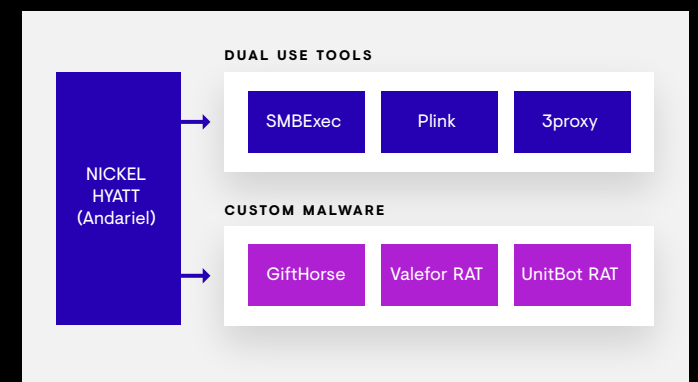 DUAL USE TOOLS
SMBExec
Plink
3proxy
NICKEL
HYATT
(Andariel)
CUSTOM MALWARE
GiftHorse
Valefor RAT
UnitBot RAT